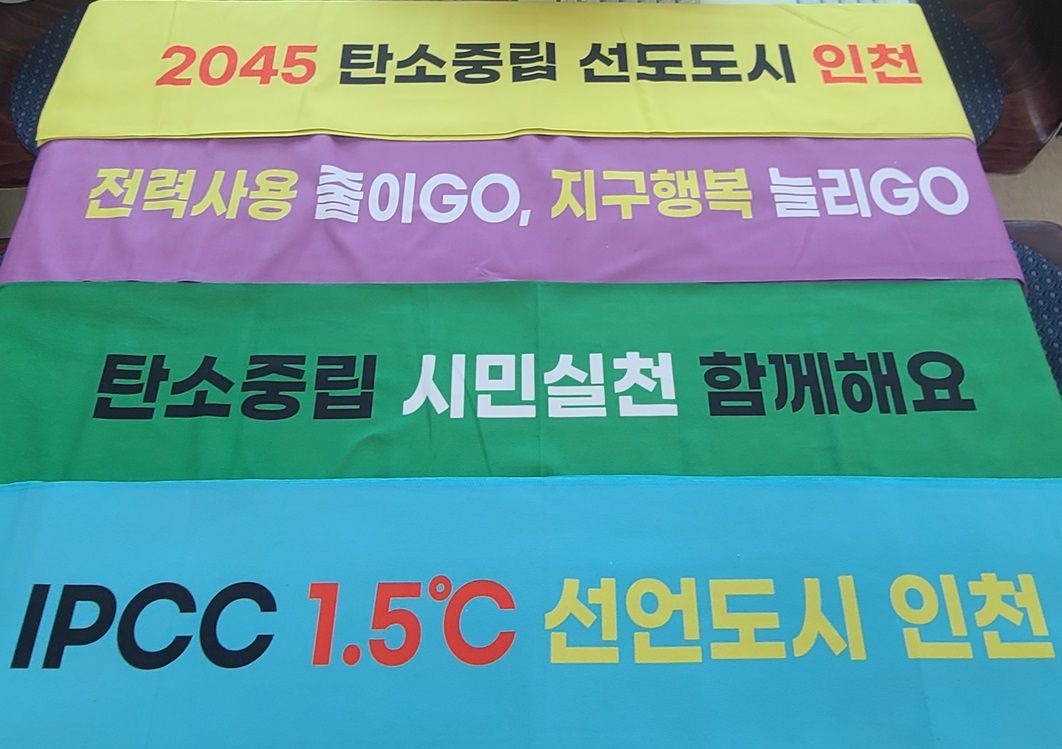 2045 탄소중립 선도도시 인천
전력사용 줄이GO, 지구행복 늘리GO
탄소중립 시민실천 함께해요
IPCC 1.5℃ 선언도시 인천